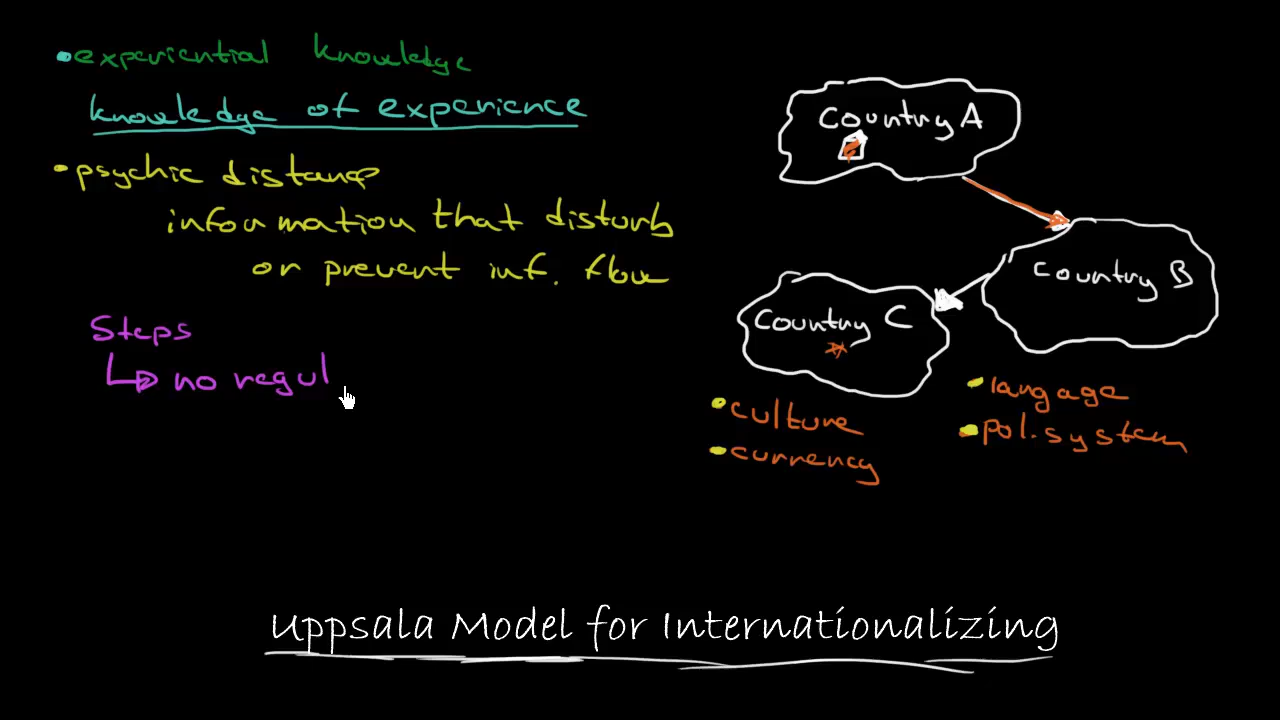 experiential knowledge
knowledge of experience
psychic distance
information that disturb
or prevent inf. flow
Steps
no regul
Country A
Country B
Country C
culture
currency
langage
pol. system
Uppsala Model for Internationalizing